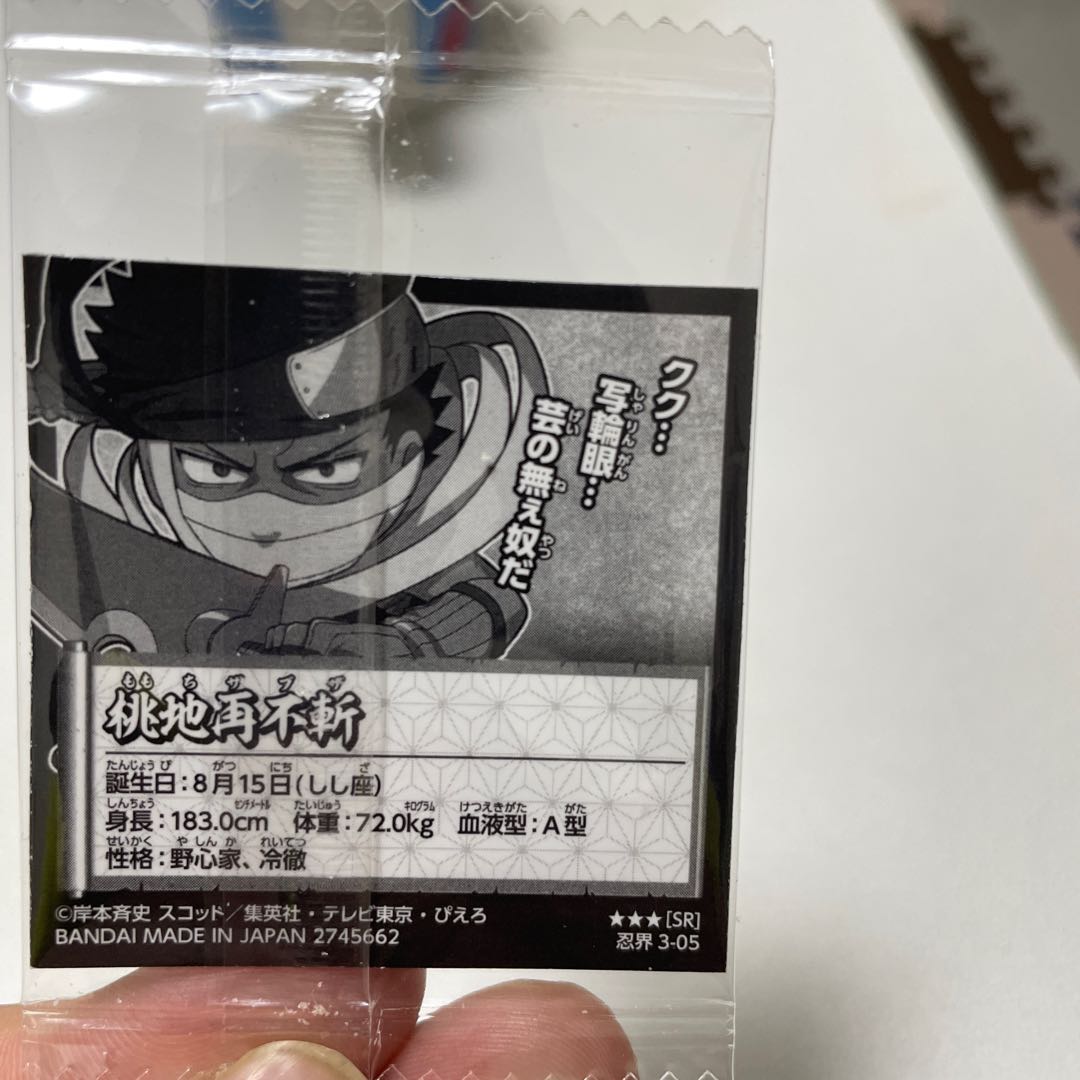 クク…
写輪眼…
芸の無ぇ奴だ
桃地再不斬
誕生日：8月15日(しし座)
身長：183.0cm 体重：72.0kg 血液型：A型
性格：野心家、冷徹
©岸本斉史 スコット／集英社・テレビ東京・ぴえろ
BANDAI MADE IN JAPAN 2745662
★★★[SR]
忍界 3-05